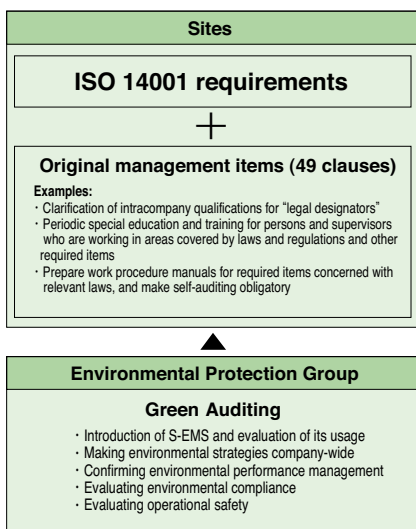 Sites
ISO 14001 requirements
+
Original management items (49 clauses)
Examples:
· Clarification of intracompany qualifications for “legal designators”
· Periodic special education and training for persons and supervisors
who are working in areas covered by laws and regulations and other
required items
· Prepare work procedure manuals for required items concerned with
relevant laws, and make self-auditing obligatory
Environmental Protection Group
Green Auditing
· Introduction of S-EMS and evaluation of its usage
· Making environmental strategies company-wide
· Confirming environmental performance management
· Evaluating environmental compliance
· Evaluating operational safety